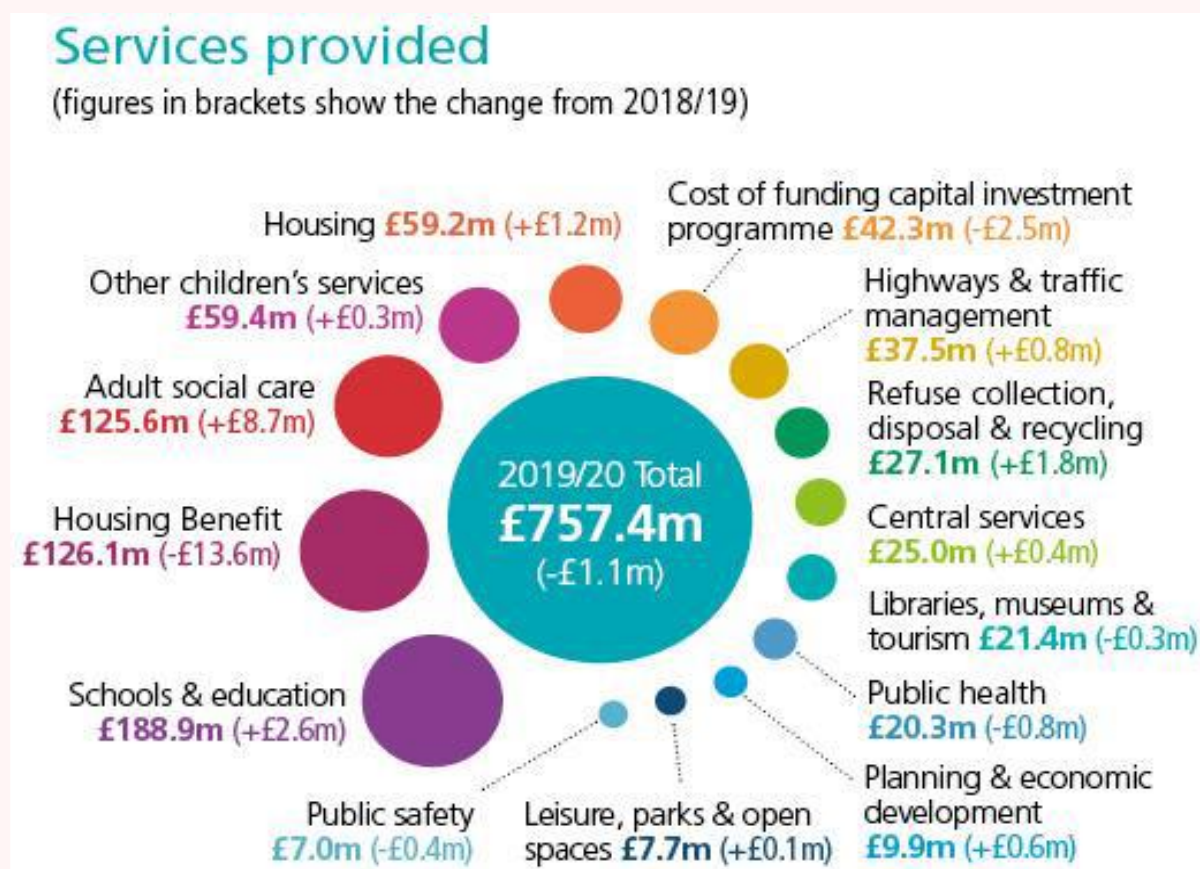 Services provided
(figures in brackets show the change from 2018/19)
Housing £59.2m (+£1.2m)
Cost of funding capital investment
programme £42.3m (-£2.5m)
Other children’s services
£59.4m (+£0.3m)
Highways & traffic
management
£37.5m (+£0.8m)
Adult social care
£125.6m (+£8.7m)
Refuse collection,
disposal & recycling
£27.1m (+£1.8m)
2019/20 Total
£757.4m
(-£1.1m)
Housing Benefit
£126.1m (-£13.6m)
Central services
£25.0m (+£0.4m)
Libraries, museums &
tourism £21.4m (-£0.3m)
Schools & education
£188.9m (+£2.6m)
Public health
£20.3m (-£0.8m)
Planning & economic
development
£9.9m (+£0.6m)
Public safety
£7.0m (-£0.4m)
Leisure, parks & open
spaces £7.7m (+£0.1m)